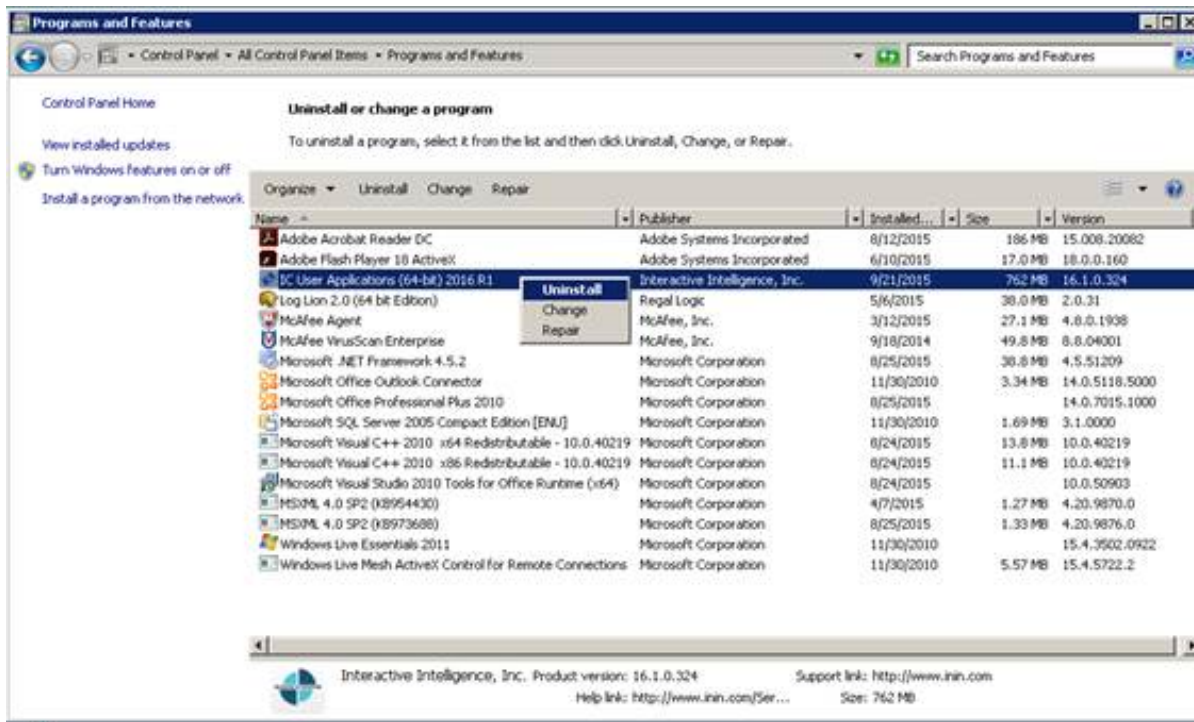 Programs and Features
Control Panel All Control Panel Items Programs and Features Search Programs and Features
Control Panel Home
View installed updates
Turn Windows features on or off
Install a program from the network
Uninstall or change a program
To uninstall a program, select it from the list and then click Uninstall, Change, or Repair.
Organize Uninstall Change Repair
Name Publisher Installed... Size Version
Adobe Acrobat Reader DC Adobe Systems Incorporated 8/12/2015 186 MB 15.008.20082
Adobe Flash Player 18 ActiveX Adobe Systems Incorporated 6/10/2015 17.0 MB 18.0.0.160
IC User Applications (64-bit) 2016 R1 Interactive Intelligence, Inc. 9/21/2015 762 MB 16.1.0.324
Log Lion 2.0 (64 bit Edition) Regal Logic 5/6/2015 38.0 MB 2.0.31
McAfee Agent McAfee, Inc. 3/12/2015 27.1 MB 4.8.0.1938
McAfee VirusScan Enterprise McAfee, Inc. 9/18/2014 49.8 MB 8.8.04001
Microsoft .NET Framework 4.5.2 Microsoft Corporation 8/25/2015 38.8 MB 4.5.51209
Microsoft Office Outlook Connector Microsoft Corporation 11/30/2010 3.34 MB 14.0.5118.5000
Microsoft Office Professional Plus 2010 Microsoft Corporation 8/25/2015 14.0.7015.1000
Microsoft SQL Server 2005 Compact Edition [ENU] Microsoft Corporation 11/30/2010 1.69 MB 3.1.0000
Microsoft Visual C++ 2010 x64 Redistributable - 10.0.40219 Microsoft Corporation 8/24/2015 13.8 MB 10.0.40219
Microsoft Visual C++ 2010 x86 Redistributable - 10.0.40219 Microsoft Corporation 8/24/2015 11.1 MB 10.0.40219
Microsoft Visual Studio 2010 Tools for Office Runtime (x64) Microsoft Corporation 8/24/2015 10.0.50903
MSXML 4.0 SP2 (KB954430) Microsoft Corporation 4/7/2015 1.27 MB 4.20.9870.0
MSXML 4.0 SP2 (KB973688) Microsoft Corporation 8/25/2015 1.33 MB 4.20.9876.0
Windows Live Essentials 2011 Microsoft Corporation 11/30/2010 15.4.3502.0922
Windows Live Mesh ActiveX Control for Remote Connections Microsoft Corporation 11/30/2010 5.57 MB 15.4.5722.2
Uninstall
Change
Repair
Interactive Intelligence, Inc. Product version: 16.1.0.324 Support link: http://www.inin.com
Help link: http://www.inin.com/Ser... Size: 762 MB